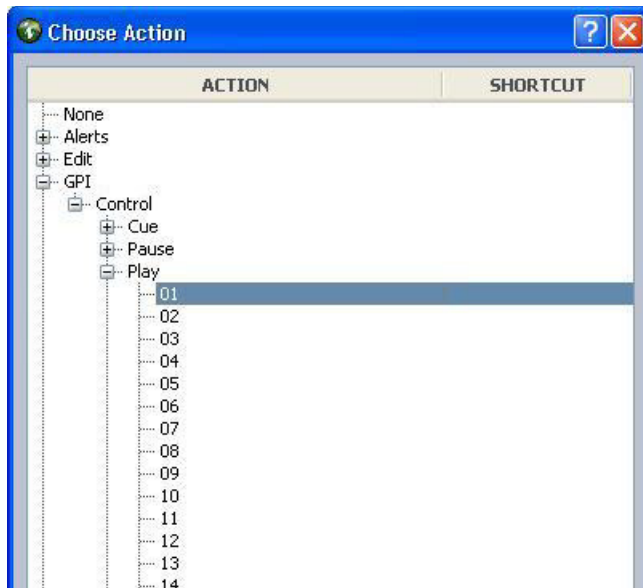 Choose Action
?
ACTION SHORTCUT
None
Alerts
Edit
GPI
Control
Cue
Pause
Play
01
02
03
04
05
06
07
08
09
10
11
12
13
14